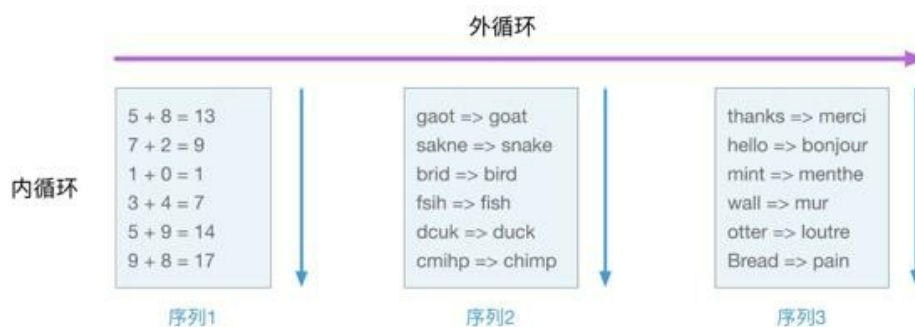 外循环
内循环
5 + 8 = 13
7 + 2 = 9
1 + 0 = 1
3 + 4 = 7
5 + 9 = 14
9 + 8 = 17
序列1
gaot => goat
sakne => snake
brid => bird
fsih => fish
dcuk => duck
cmihp => chimp
序列2
thanks => merci
hello => bonjour
mint => menthe
wall => mur
otter => loutre
Bread => pain
序列3